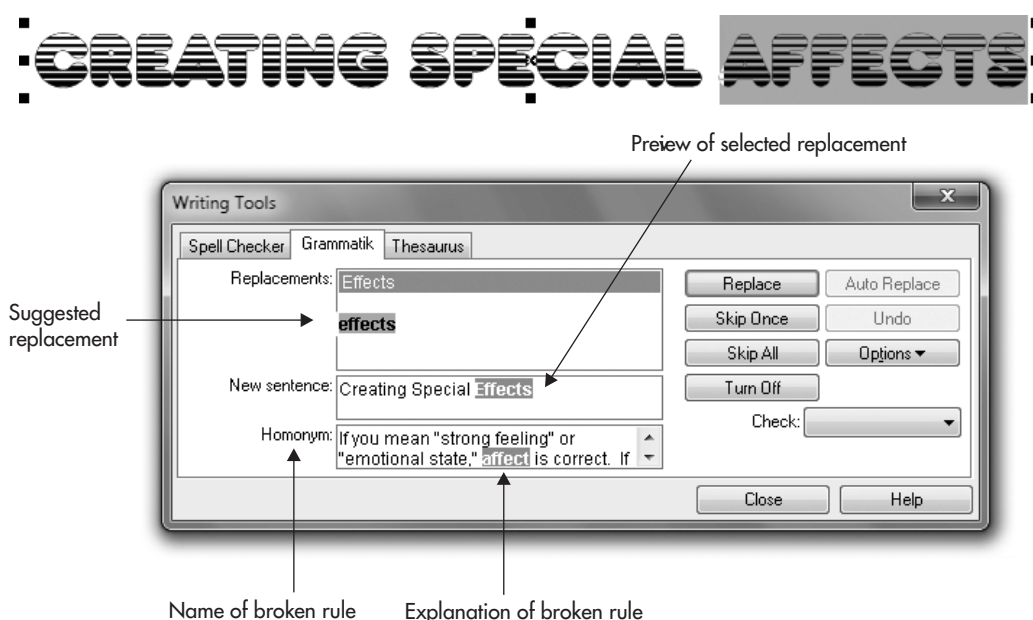 CREATING SPECIAL AFFECTS
Preview of selected replacement
Writing Tools
X
Spell Checker Grammatik Thesaurus
Replacements: Effects
Replace Auto Replace
Suggested
replacement
effects
Skip Once Undo
Skip All Options
New sentence: Creating Special Effects
Turn Off
Check:
Homonym: If you mean "strong feeling" or
"emotional state," affect is correct. If
Close Help
Name of broken rule Explanation of broken rule